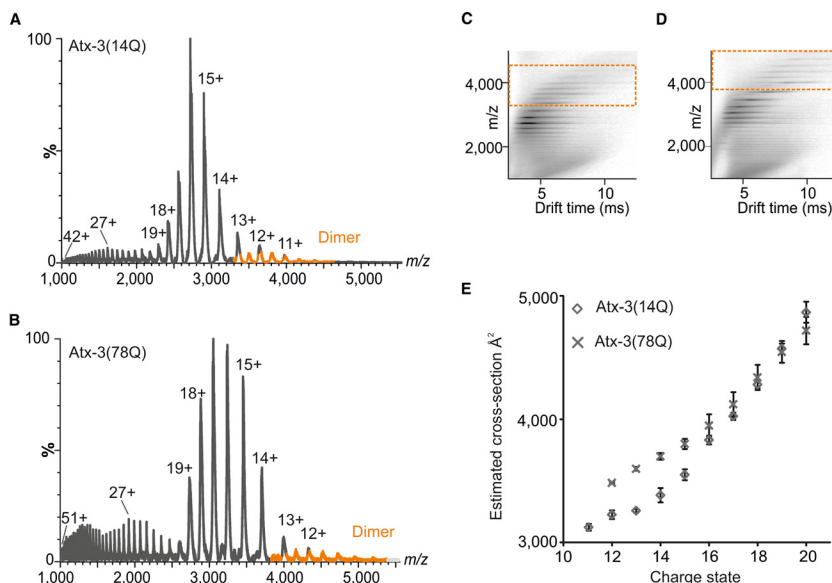 A
Atx-3(14Q)
100
%
0
42+
27+
19+
18+
15+
14+
13+
12+
11+
Dimer
1,000
2,000
3,000
4,000
5,000
m/z
B
Atx-3(78Q)
100
%
0
51+
27+
19+
18+
15+
14+
13+
12+
Dimer
1,000
2,000
3,000
4,000
5,000
m/z
C
4,000
m/z
2,000
5
10
Drift time (ms)
D
4,000
m/z
2,000
5
10
Drift time (ms)
E
5,000
Atx-3(14Q)
Atx-3(78Q)
Estimated cross-section Å²
4,000
3,000
10
12
14
16
18
20
Charge state